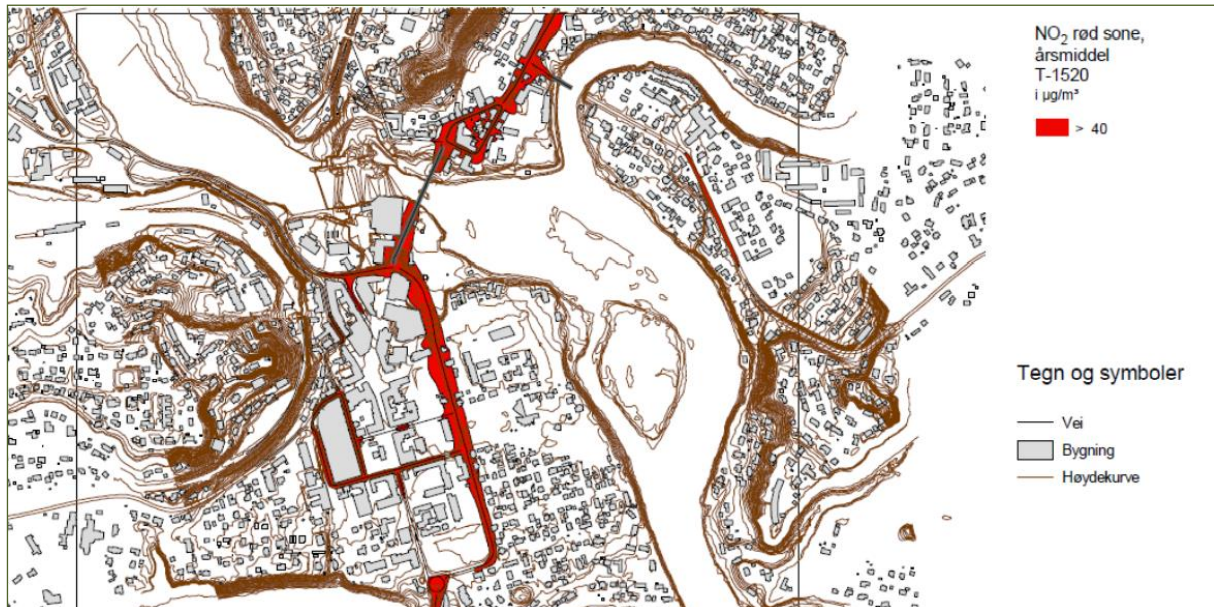 NO₂ rød sone,
årsmiddel
T-1520
i µg/m³
> 40
Tegn og symboler
Vei
Bygning
Høydekurve